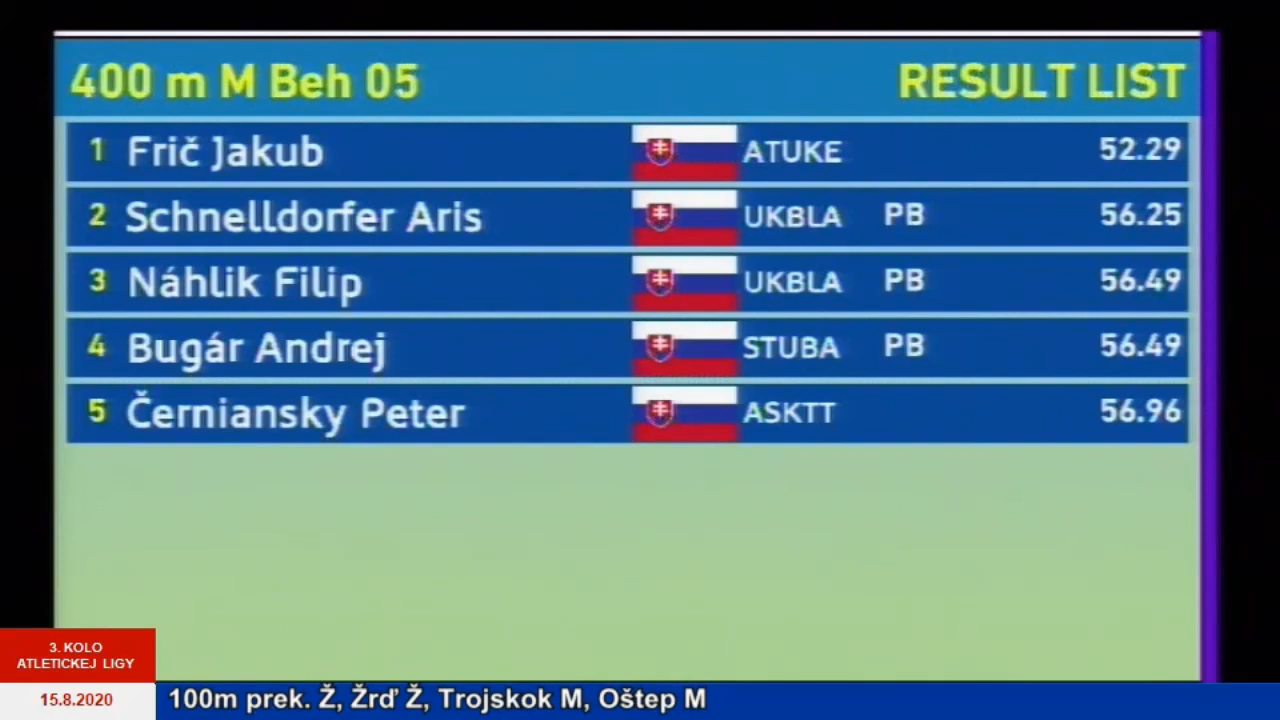 400 m M Beh 05 RESULT LIST
1 Frič Jakub ATUKE 52.29
2 Schnelldorfer Aris UKBLA PB 56.25
3 Náhlik Filip UKBLA PB 56.49
4 Bugár Andrej STUBA PB 56.49
5 Černiansky Peter ASKTT 56.96
3. KOLO
ATLETICKEJ LIGY
15.8.2020 100m prek. Ž, Žrď Ž, Trojskok M, Oštep M